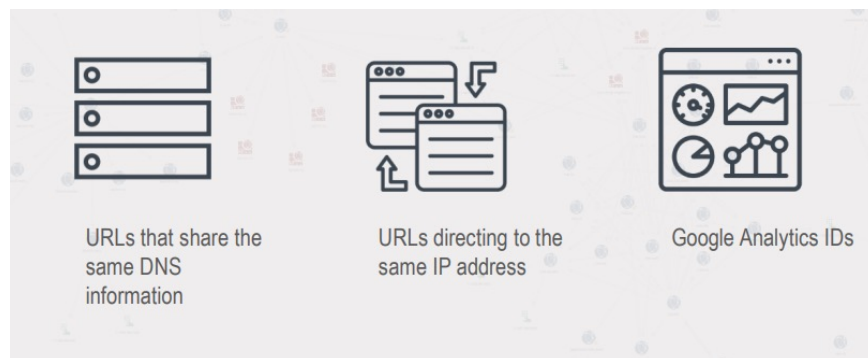 URLs that share the
same DNS
information
URLs directing to the
same IP address
Google Analytics IDs